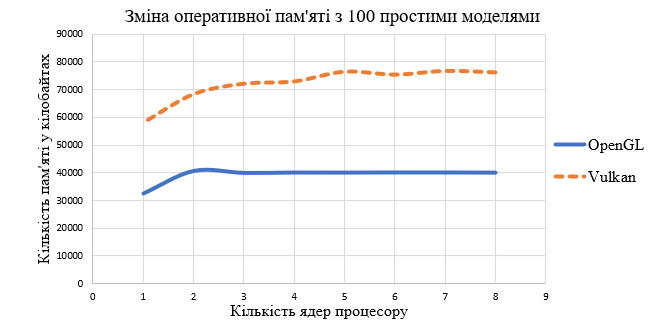 Зміна оперативної пам'яті з 100 простими моделями
Кількість пам'яті у кілобайтах
90000
80000
70000
60000
50000
40000
30000
20000
10000
0
0 1 2 3 4 5 6 7 8 9
Кількість ядер процесору
OpenGL
Vulkan